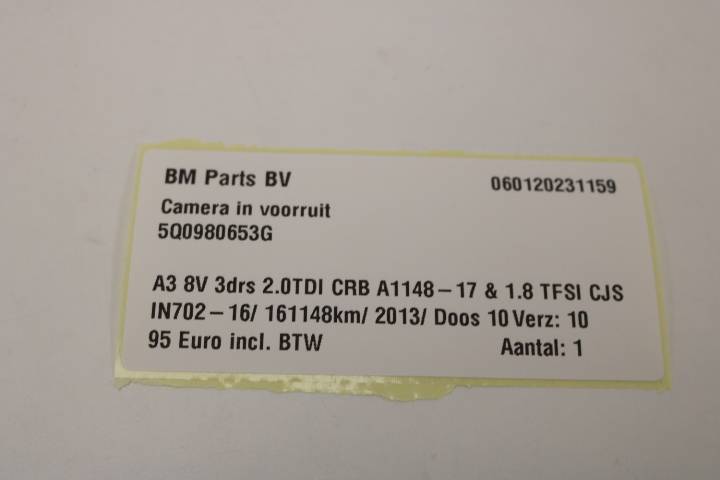 BM Parts BV 060120231159
Camera in voorruit
5Q0980653G
A3 8V 3drs 2.0TDI CRB A1148-17 & 1.8 TFSI CJS
IN702-16/ 161148km/ 2013/ Doos 10 Verz: 10
95 Euro incl. BTW Aantal: 1